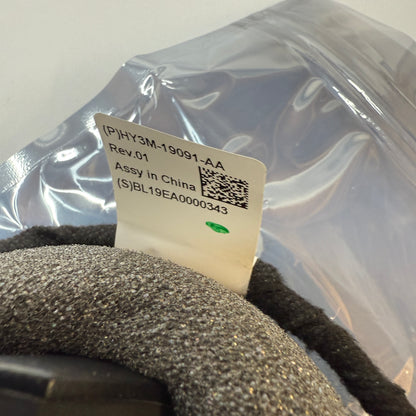 (P)HY3M-19091-AA
Rev.01
Assy in China
(S)BL19EA0000343